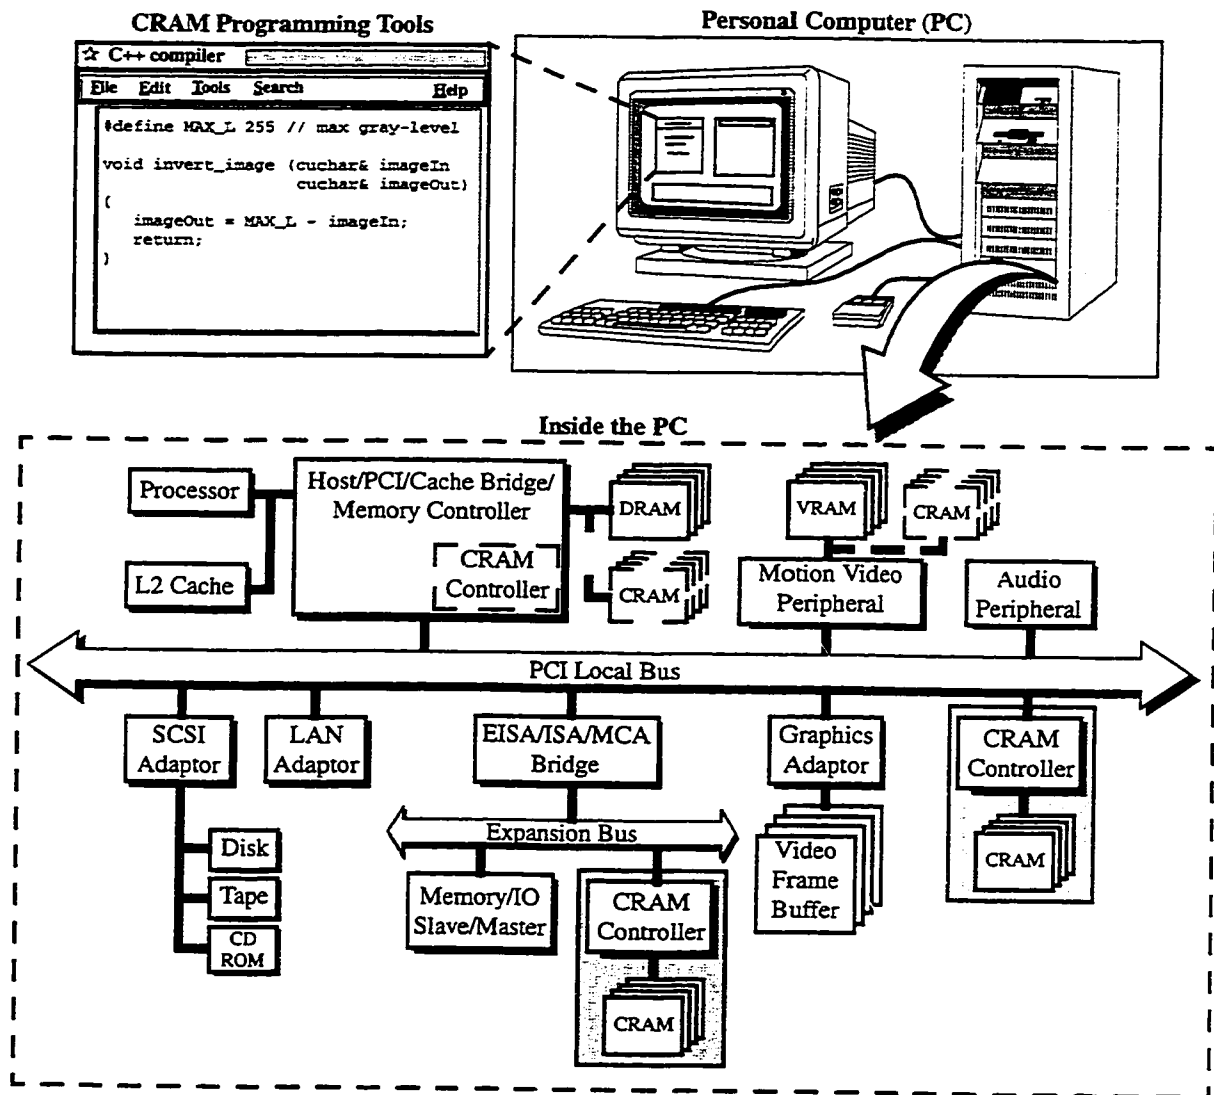 CRAM Programming Tools
Personal Computer (PC)
☆ C++ compiler
File Edit Tools Search Help
#define MAX_L 255 // max gray-level
void invert_image (cuchar& imageIn
cuchar& imageOut)
{
imageOut = MAX_L - imageIn;
return;
}
Inside the PC
Processor
L2 Cache
Host/PCI/Cache Bridge/
Memory Controller
CRAM
Controller
DRAM
CRAM
VRAM
CRAM
Motion Video
Peripheral
Audio
Peripheral
PCI Local Bus
SCSI
Adaptor
LAN
Adaptor
EISA/ISA/MCA
Bridge
Graphics
Adaptor
CRAM
Controller
CRAM
Disk
Tape
CD
ROM
Expansion Bus
Memory/IO
Slave/Master
CRAM
Controller
CRAM
Video
Frame
Buffer